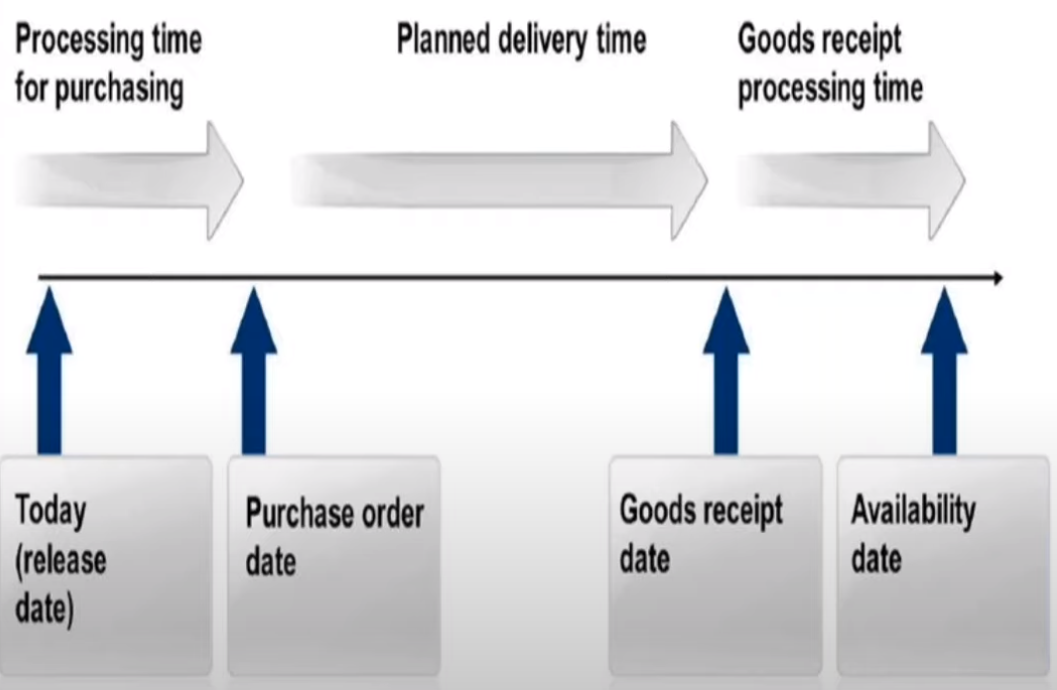 Processing time
for purchasing
Planned delivery time
Goods receipt
processing time
Today
(release
date)
Purchase order
date
Goods receipt
date
Availability
date